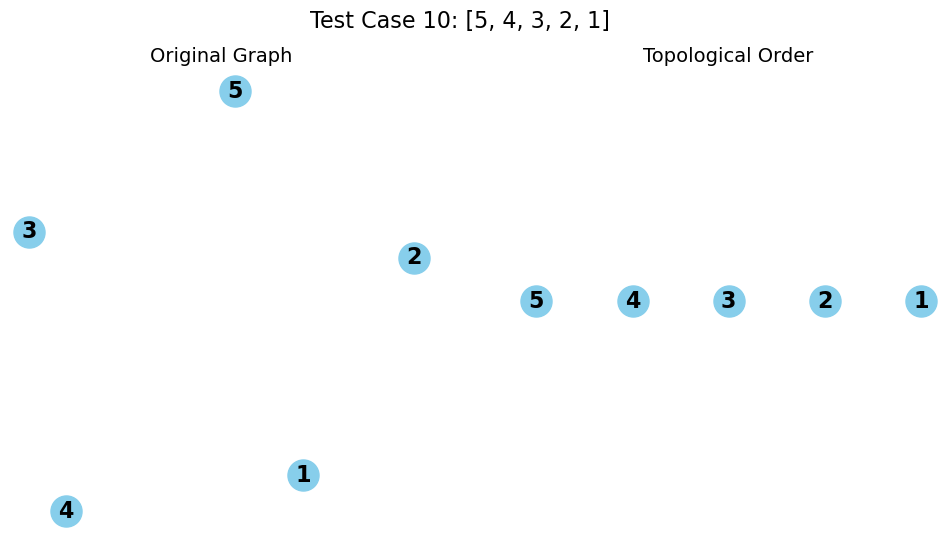 Test Case 10: [5, 4, 3, 2, 1]
Original Graph
5
3
2
1
4
Topological Order
5 4 3 2 1